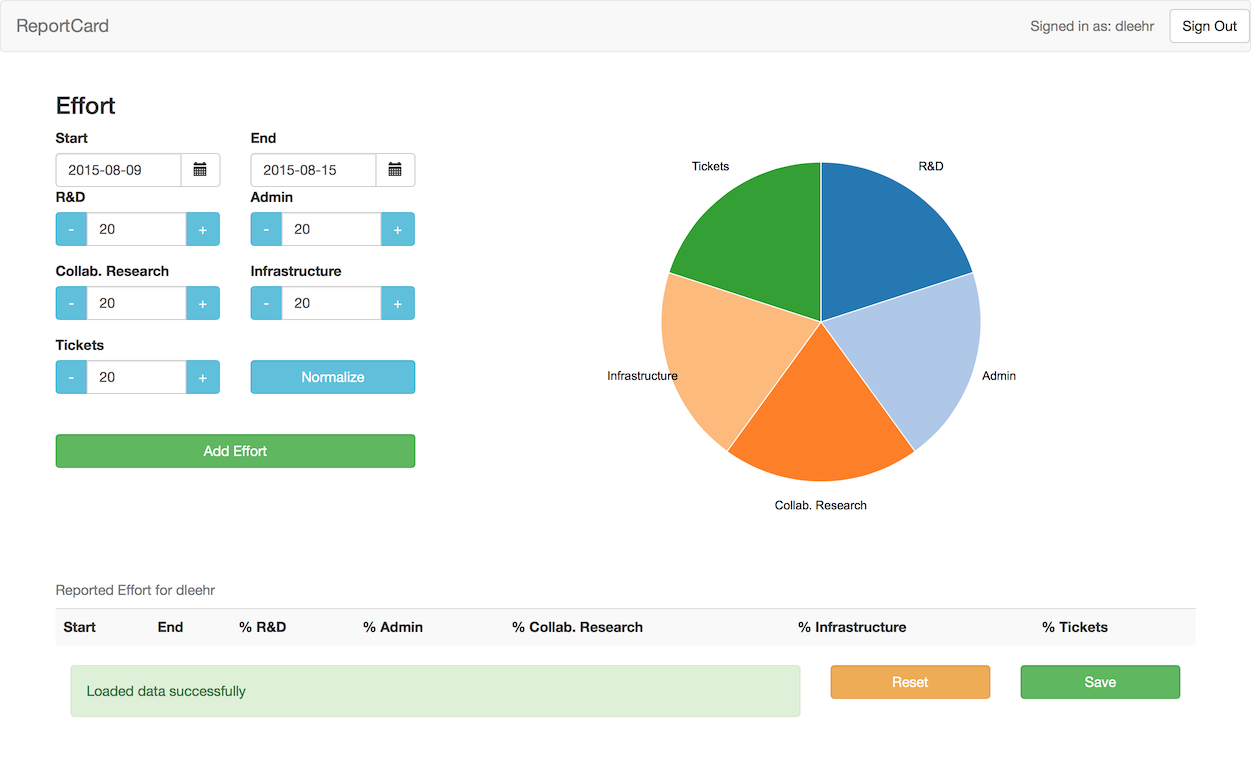 ReportCard
Signed in as: dleehr
Sign Out
Effort
Start End
2015-08-09 2015-08-15
R&D Admin
- 20 + - 20 +
Collab. Research Infrastructure
- 20 + - 20 +
Tickets
- 20 + Normalize
Add Effort
Tickets R&D
Infrastructure Admin
Collab. Research
Reported Effort for dleehr
Start End % R&D % Admin % Collab. Research % Infrastructure % Tickets
Loaded data successfully Reset Save